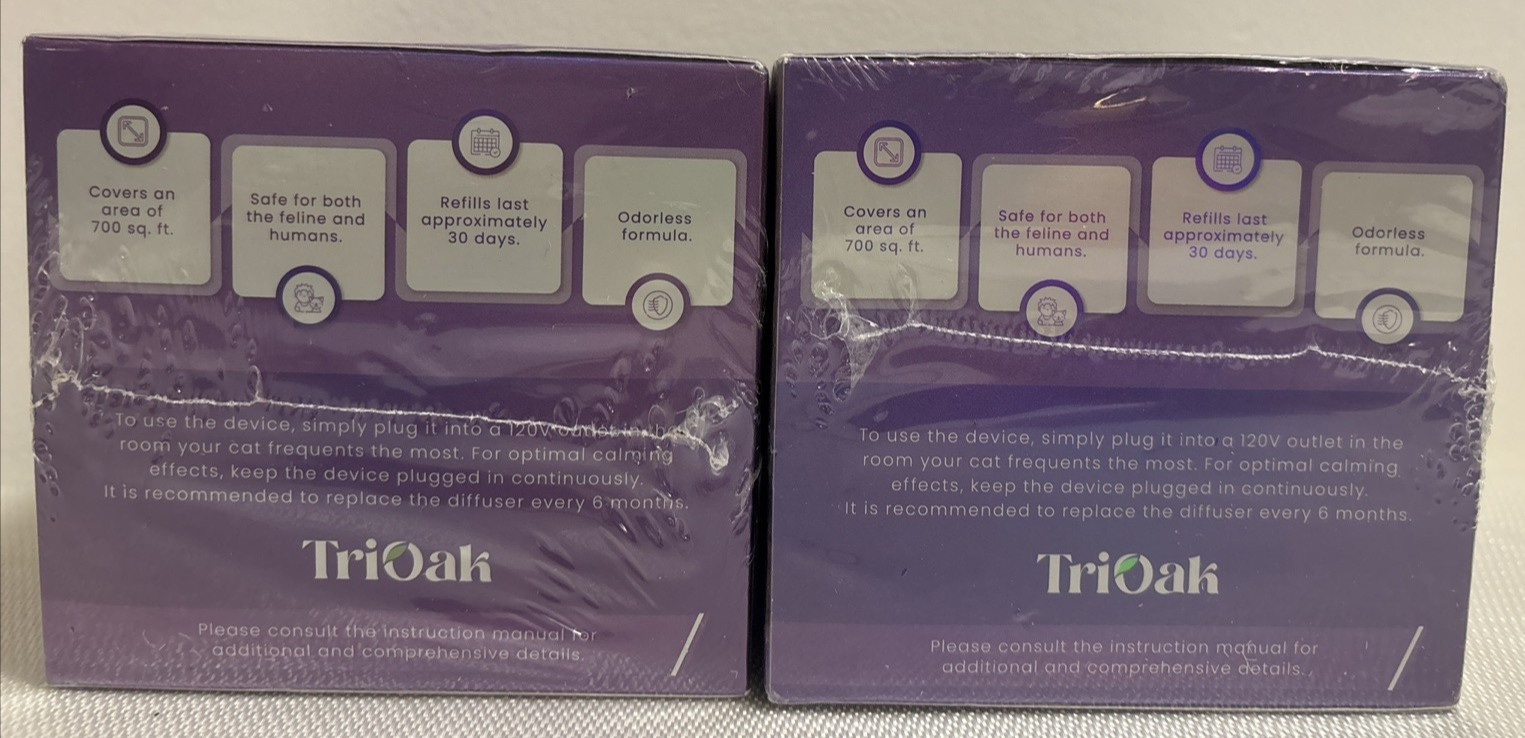 Covers an
area of
700 sq. ft.
Safe for both
the feline and
humans.
Refills last
approximately
30 days.
Odorless
formula.
To use the device, simply plug it into a 120V outlet in the
room your cat frequents the most. For optimal calming
effects, keep the device plugged in continuously.
It is recommended to replace the diffuser every 6 months.
TriOak
Please consult the instruction manual for
additional and comprehensive details.
Covers an
area of
700 sq. ft.
Safe for both
the feline and
humans.
Refills last
approximately
30 days.
Odorless
formula.
To use the device, simply plug it into a 120V outlet in the
room your cat frequents the most. For optimal calming
effects, keep the device plugged in continuously.
It is recommended to replace the diffuser every 6 months.
TriOak
Please consult the instruction manual for
additional and comprehensive details.